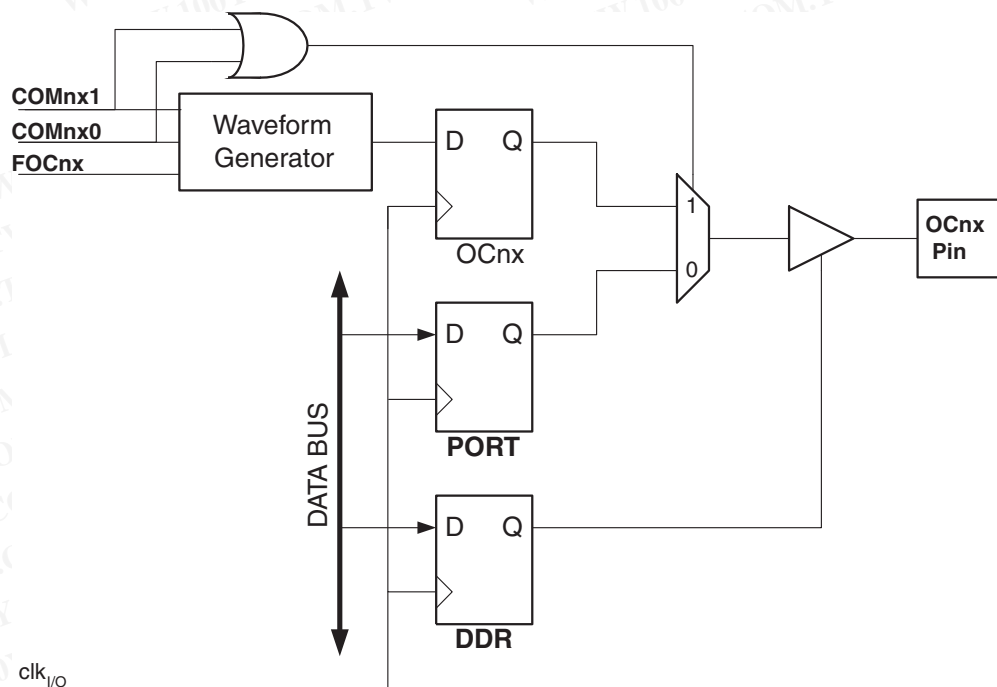 COMnx1
COMnx0
FOCnx
Waveform
Generator
D Q
OCnx
1
0
OCnx
Pin
D Q
PORT
DATA BUS
D Q
DDR
clkI/O